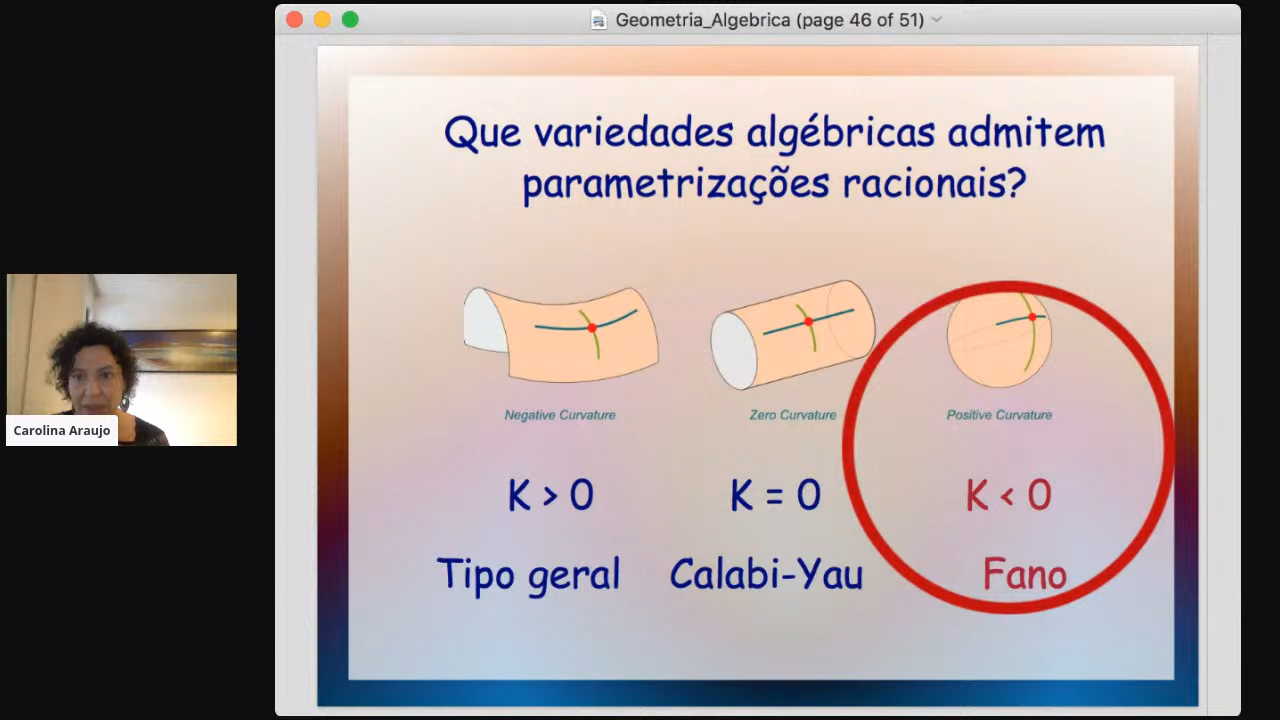 Geometria_Algebrica (page 46 of 51)
Que variedades algébricas admitem
parametrizações racionais?
Negative Curvature
Zero Curvature
Positive Curvature
K > 0
K = 0
K < 0
Tipo geral
Calabi-Yau
Fano
Carolina Araujo